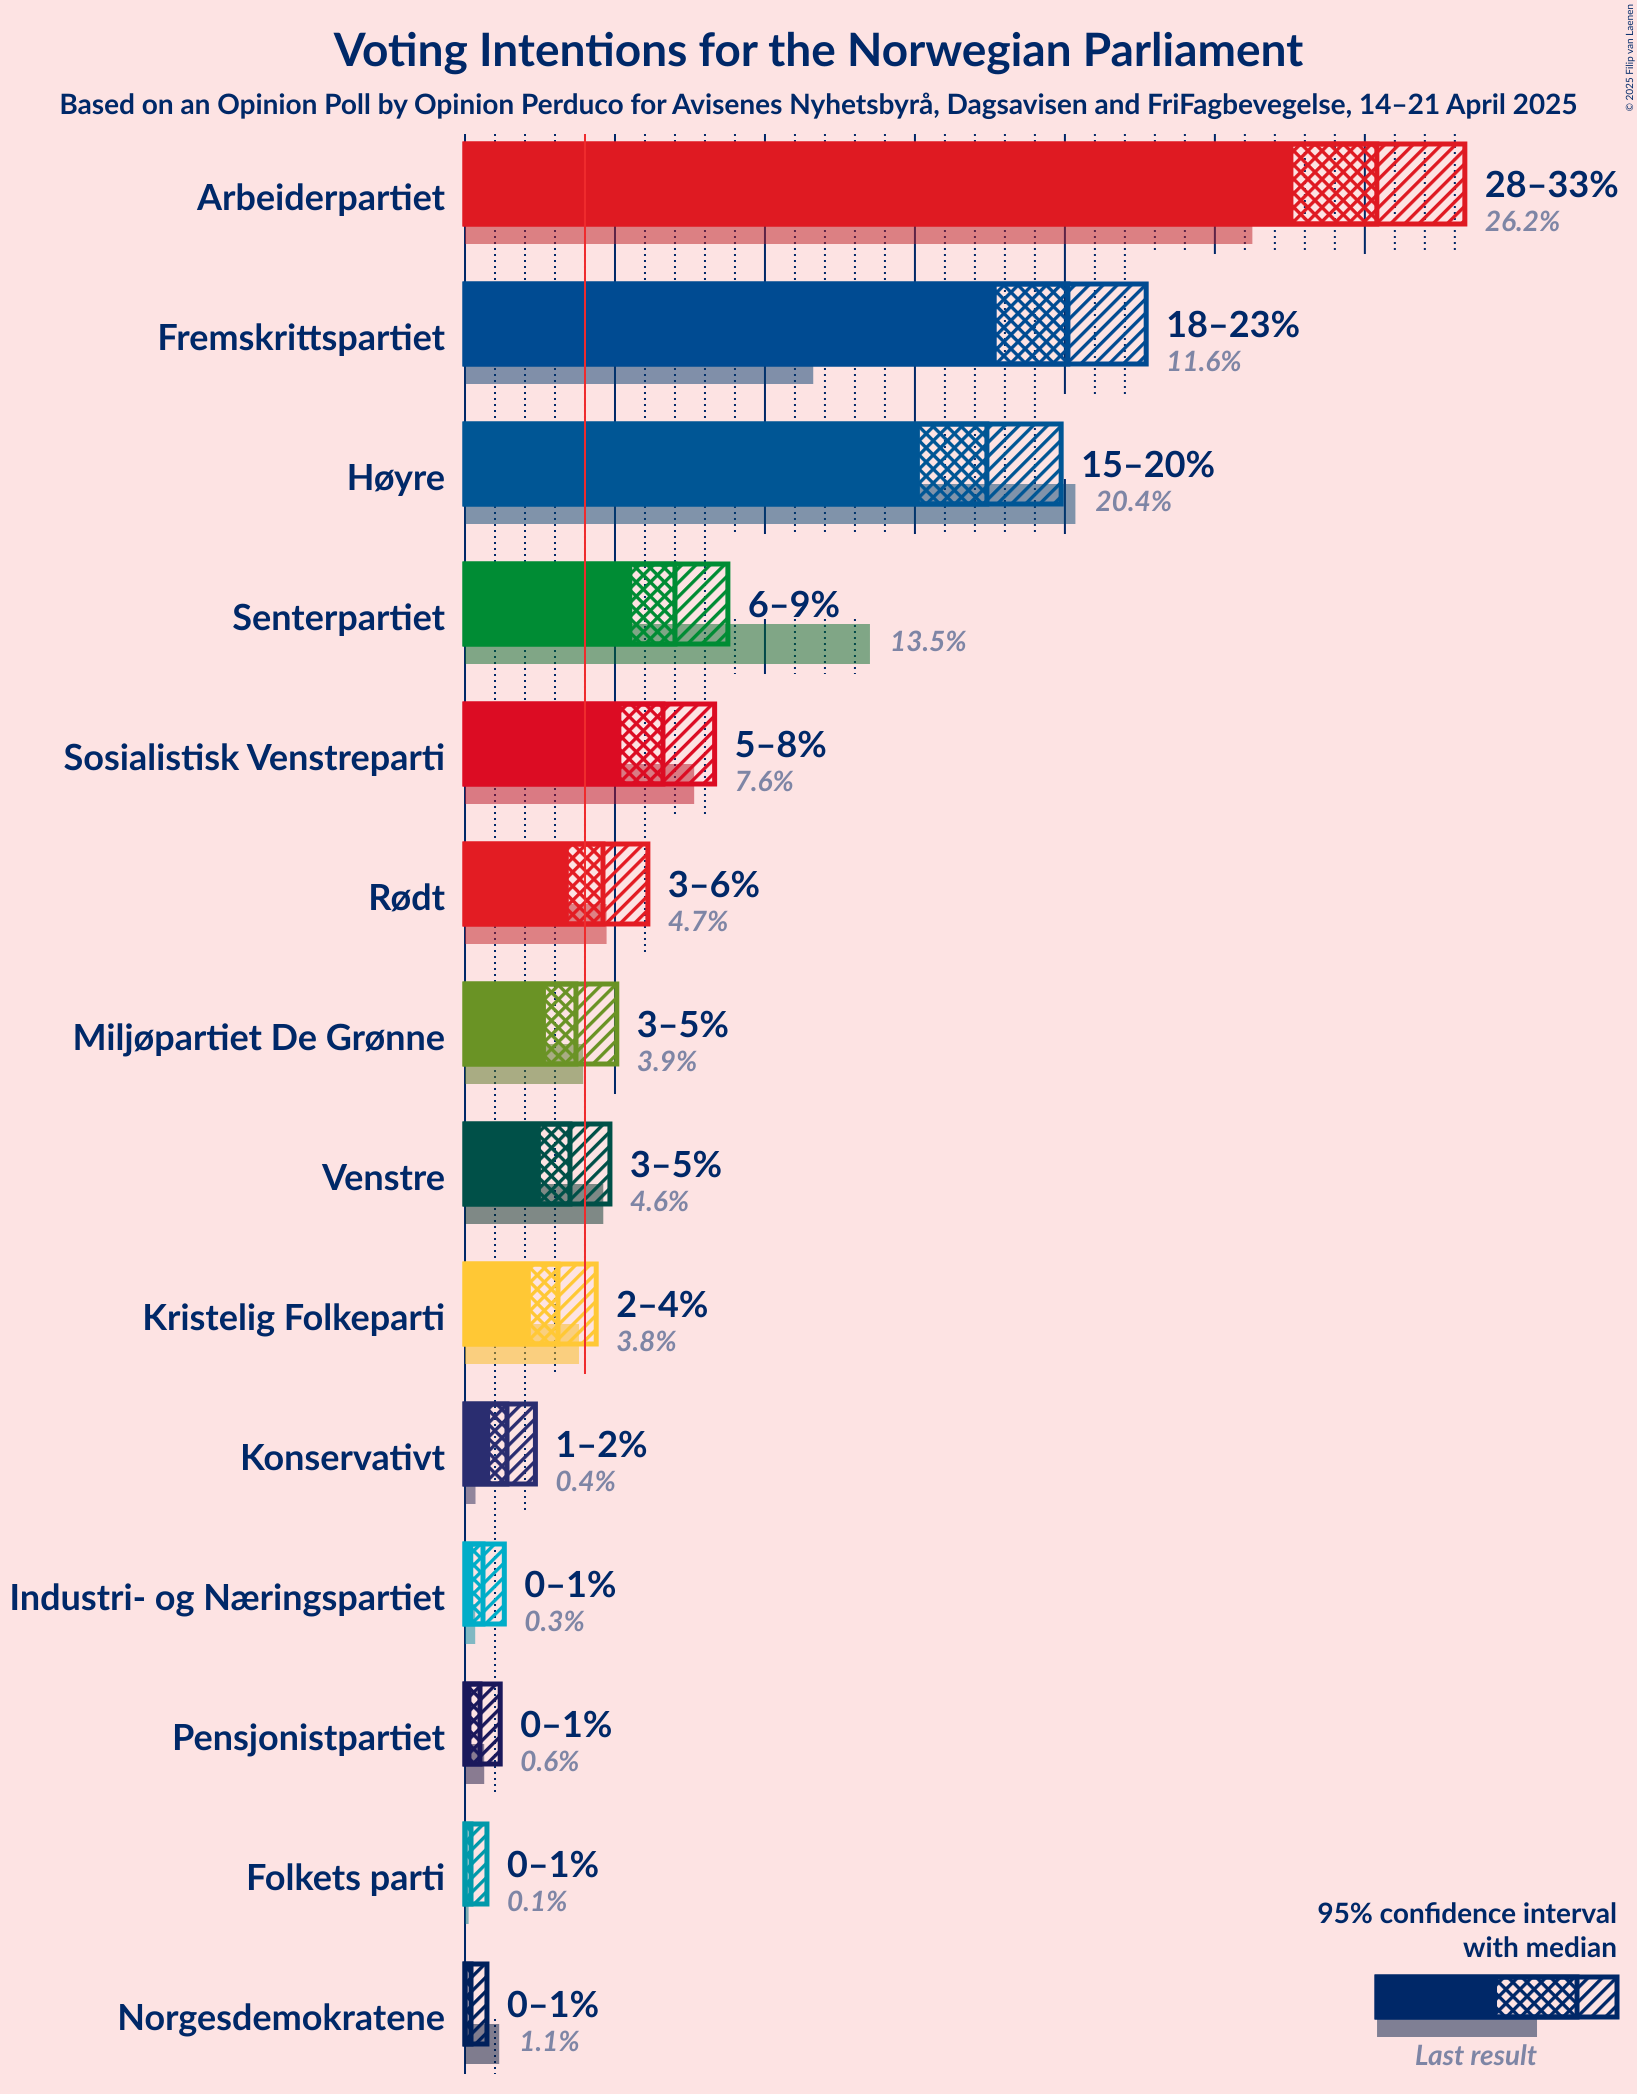 Voting Intentions for the Norwegian Parliament
Based on an Opinion Poll by Opinion Perduco for Avisenes Nyhetsbyrå, Dagsavisen and FriFagbevegelse, 14–21 April 2025
© 2025 Filip van Laenen
Arbeiderpartiet
28–33%
26.2%
Fremskrittspartiet
18–23%
11.6%
Høyre
15–20%
20.4%
Senterpartiet
6–9%
13.5%
Sosialistisk Venstreparti
5–8%
7.6%
Rødt
3–6%
4.7%
Miljøpartiet De Grønne
3–5%
3.9%
Venstre
3–5%
4.6%
Kristelig Folkeparti
2–4%
3.8%
Konservativt
1–2%
0.4%
Industri- og Næringspartiet
0–1%
0.3%
Pensjonistpartiet
0–1%
0.6%
Folkets parti
0–1%
0.1%
Norgesdemokratene
0–1%
1.1%
95% confidence interval
with median
Last result